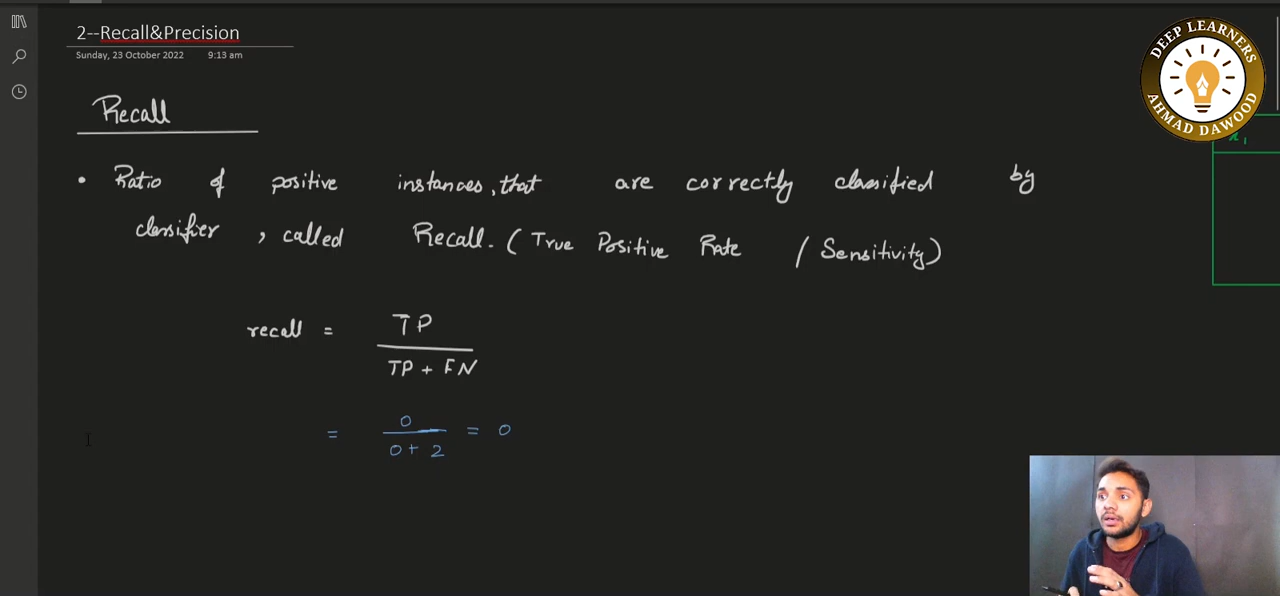 2--Recall&Precision
Sunday, 23 October 2022 9:13 am
DEEP LEARNERS
AHMAD DAWOOD
Recall
x1
• Ratio of positive instances, that are correctly classified by
classifier, called Recall. (True Positive Rate / Sensitivity)
recall = TP
TP + FN
= 0
0 + 2 = 0